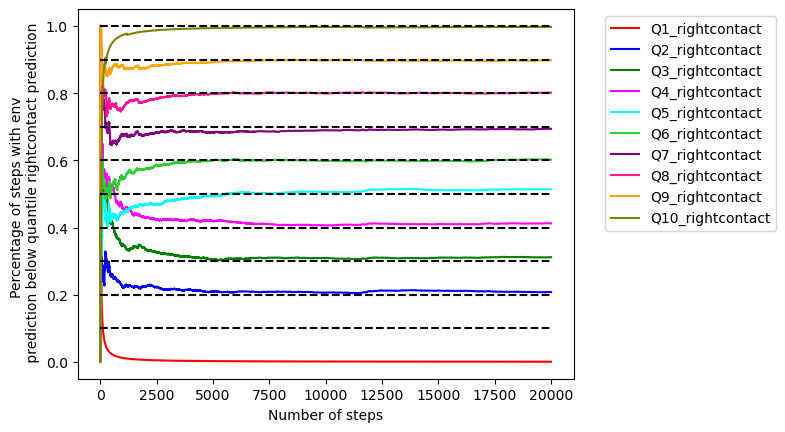 1.0
0.8
0.6
0.4
0.2
0.0
Percentage of steps with env
prediction below quantile rightcontact prediction
0
2500
5000
7500
10000
12500
15000
17500
20000
Number of steps
Q1_rightcontact
Q2_rightcontact
Q3_rightcontact
Q4_rightcontact
Q5_rightcontact
Q6_rightcontact
Q7_rightcontact
Q8_rightcontact
Q9_rightcontact
Q10_rightcontact